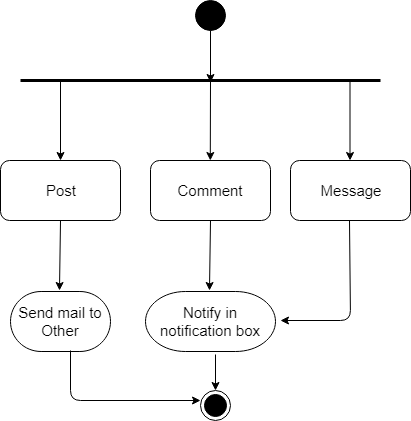 Post
Comment
Message
Send mail to
Other
Notify in
notification box